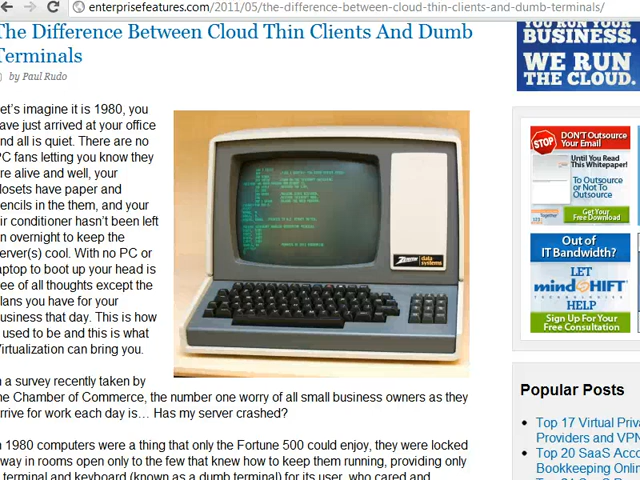 enterprisefeatures.com/2011/05/the-difference-between-cloud-thin-clients-and-dumb-terminals/
The Difference Between Cloud Thin Clients And Dumb
Terminals
by Paul Rudo
et's imagine it is 1980, you
ave just arrived at your office
nd all is quiet. There are no
PC fans letting you know they
re alive and well, your
losets have paper and
encils in them, and your
ir conditioner hasn't been left
n overnight to keep the
erver(s) cool. With no PC or
aptop to boot up your head is
ee of all thoughts except the
lans you have for your
usiness that day. This is how
used to be and this is what
irtualization can bring you.
ZENITH data systems
a survey recently taken by
he Chamber of Commerce, the number one worry of all small business owners as they
rrive for work each day is... Has my server crashed?
1980 computers were a thing that only the Fortune 500 could enjoy, they were locked
way in rooms open only to the few that knew how to keep them running, providing only
terminal and keyboard (known as a dumb terminal) for its user, who cared and
YOU RUN YOUR
BUSINESS.
WE RUN
THE CLOUD.
STOP
DON'T Outsource
Your Email
Until You Read
This Whitepaper!
To Outsource
or Not To
Outsource
Get Your
Free Download
Out of
IT Bandwidth?
LET
mindSHIFT
TECHNOLOGIES
HELP
Sign Up For Your
Free Consultation
Popular Posts
Top 17 Virtual Priva
Providers and VPN
Top 20 SaaS Acco
Bookkeeping Onlin